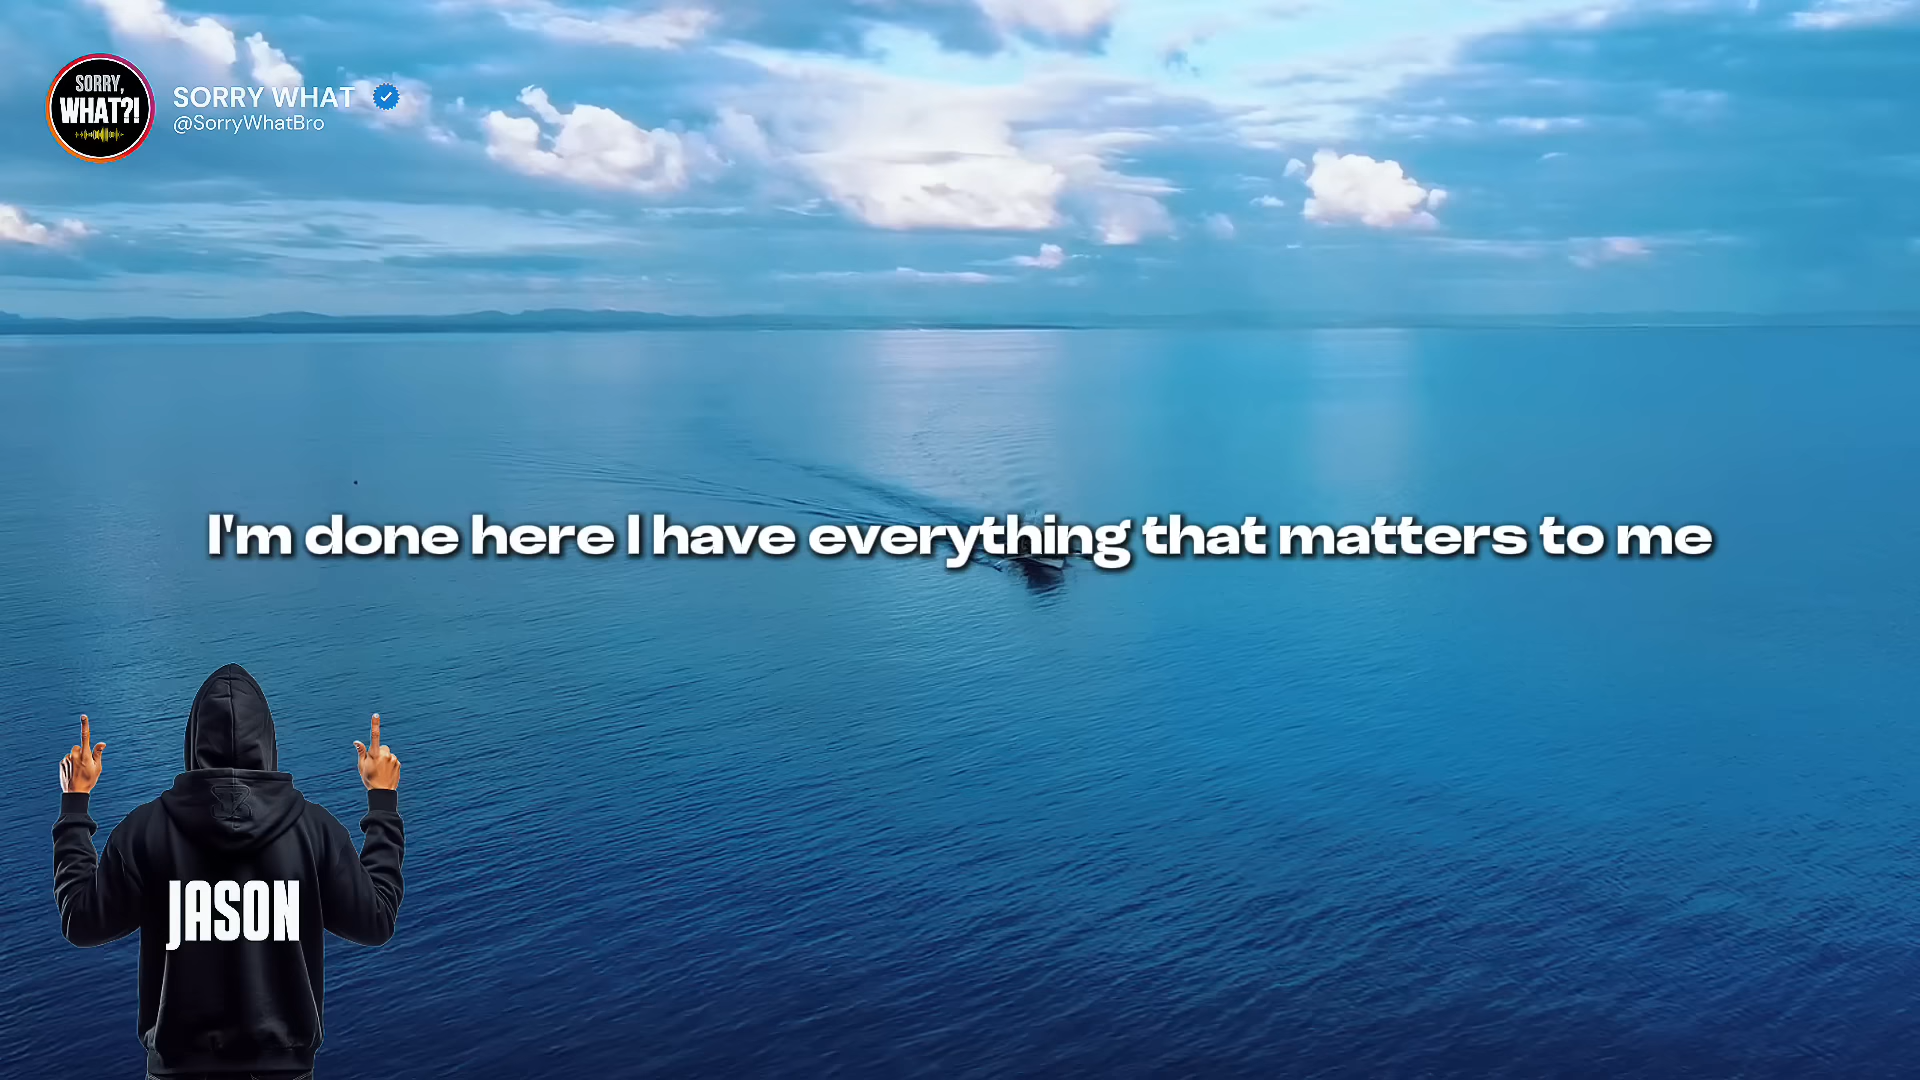 SORRY,
WHAT?!
SORRY WHAT
@SorryWhatBro
I'm done here I have everything that matters to me
JASON